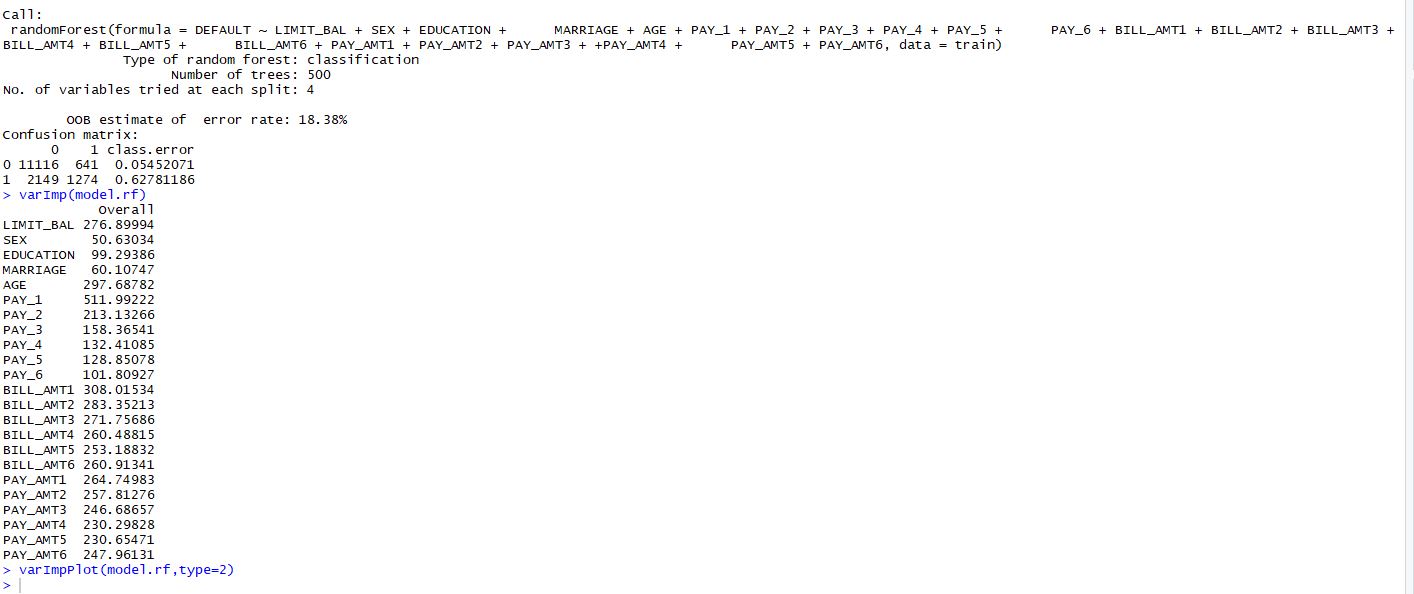 Call:
 randomForest(formula = DEFAULT ~ LIMIT_BAL + SEX + EDUCATION +      MARRIAGE + AGE + PAY_1 + PAY_2 + PAY_3 + PAY_4 + PAY_5 +      PAY_6 + BILL_AMT1 + BILL_AMT2 + BILL_AMT3 +
BILL_AMT4 + BILL_AMT5 +      BILL_AMT6 + PAY_AMT1 + PAY_AMT2 + PAY_AMT3 + +PAY_AMT4 +      PAY_AMT5 + PAY_AMT6, data = train)
               Type of random forest: classification
                     Number of trees: 500
No. of variables tried at each split: 4

        OOB estimate of  error rate: 18.38%
Confusion matrix:
      0    1 class.error
0 11116  641  0.05452071
1  2149 1274  0.62781186
> varImp(model.rf)
            Overall
LIMIT_BAL 276.89994
SEX        50.63034
EDUCATION  99.29386
MARRIAGE   60.10747
AGE       297.68782
PAY_1     511.99222
PAY_2     213.13266
PAY_3     158.36541
PAY_4     132.41085
PAY_5     128.85078
PAY_6     101.80927
BILL_AMT1 308.01534
BILL_AMT2 283.35213
BILL_AMT3 271.75686
BILL_AMT4 260.48815
BILL_AMT5 253.18832
BILL_AMT6 260.91341
PAY_AMT1  264.74983
PAY_AMT2  257.81276
PAY_AMT3  246.68657
PAY_AMT4  230.29828
PAY_AMT5  230.65471
PAY_AMT6  247.96131
> varImpPlot(model.rf,type=2)
>